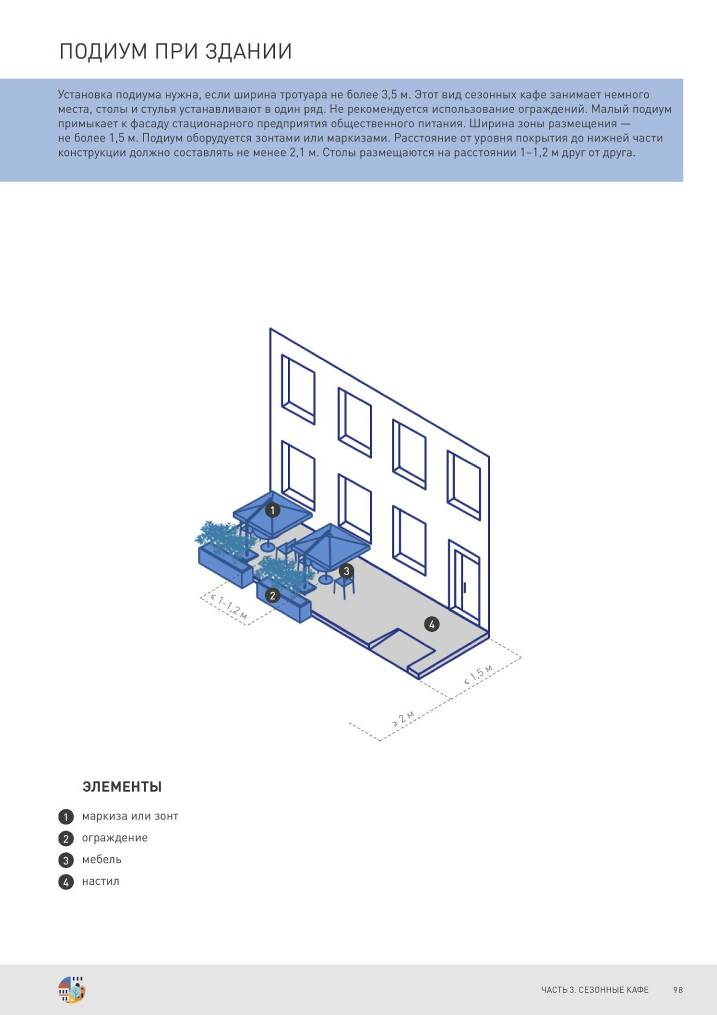 ПОДИУМ ПРИ ЗДАНИИ
Установка подиума нужна, если ширина тротуара не более 3,5 м. Этот вид сезонных кафе занимает немного
места, столы и стулья устанавливают в один ряд. Не рекомендуется использование ограждений. Малый подиум
примыкает к фасаду стационарного предприятия общественного питания. Ширина зоны размещения —
не более 1,5 м. Подиум оборудуется зонтами или маркизами. Расстояние от уровня покрытия до нижней части
конструкции должно составлять не менее 2,1 м. Столы размещаются на расстоянии 1–1,2 м друг от друга.
1
3
2
4
≤ 1–1,2 м
≤ 1,5 м
≥ 2 м
ЭЛЕМЕНТЫ
1 маркиза или зонт
2 ограждение
3 мебель
4 настил
ЧАСТЬ 3. СЕЗОННЫЕ КАФЕ 98